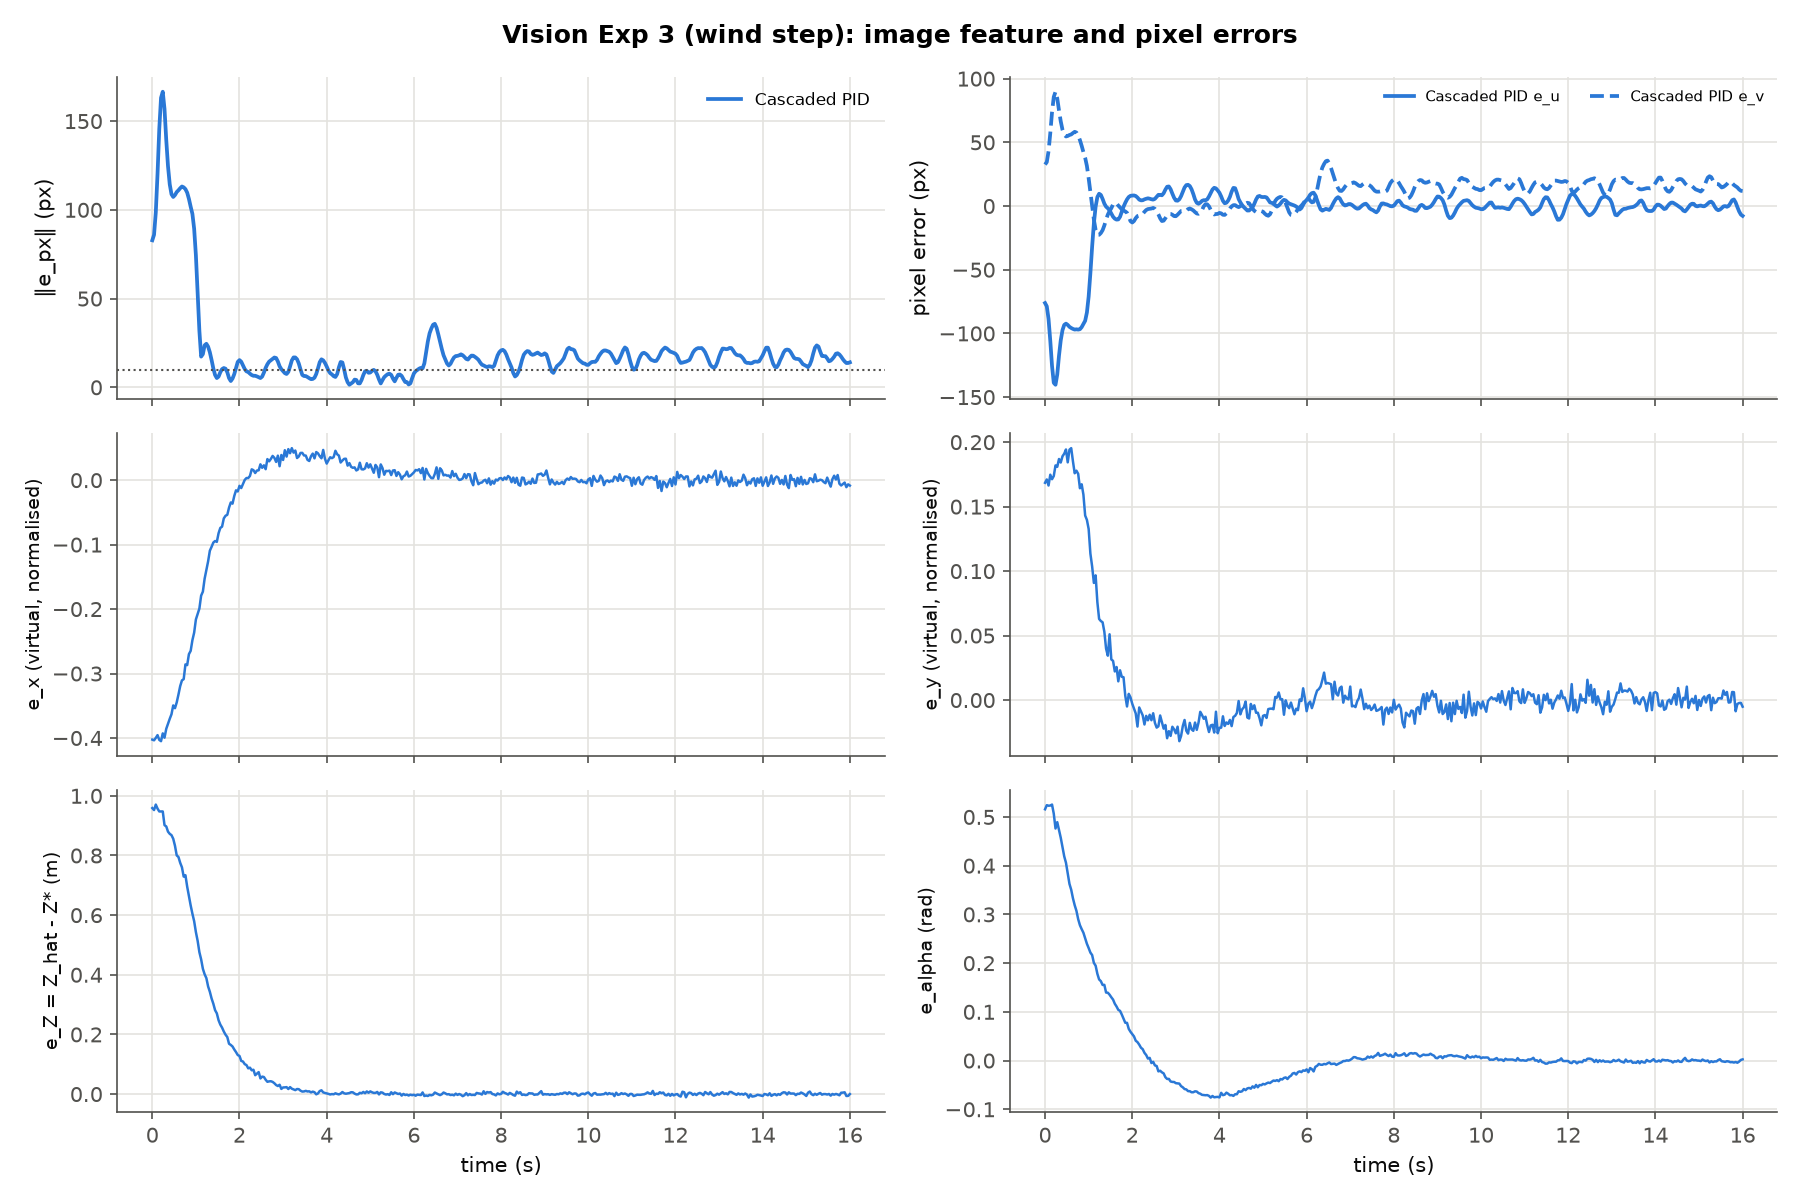 Vision Exp 3 (wind step): image feature and pixel errors
‖e_px‖ (px)
150
100
50
0
Cascaded PID
pixel error (px)
100
50
0
−50
−100
−150
Cascaded PID e_u
Cascaded PID e_v
e_x (virtual, normalised)
0.0
−0.1
−0.2
−0.3
−0.4
e_y (virtual, normalised)
0.20
0.15
0.10
0.05
0.00
e_Z = Z_hat - Z* (m)
1.0
0.8
0.6
0.4
0.2
0.0
0 2 4 6 8 10 12 14 16
time (s)
e_alpha (rad)
0.5
0.4
0.3
0.2
0.1
0.0
−0.1
0 2 4 6 8 10 12 14 16
time (s)